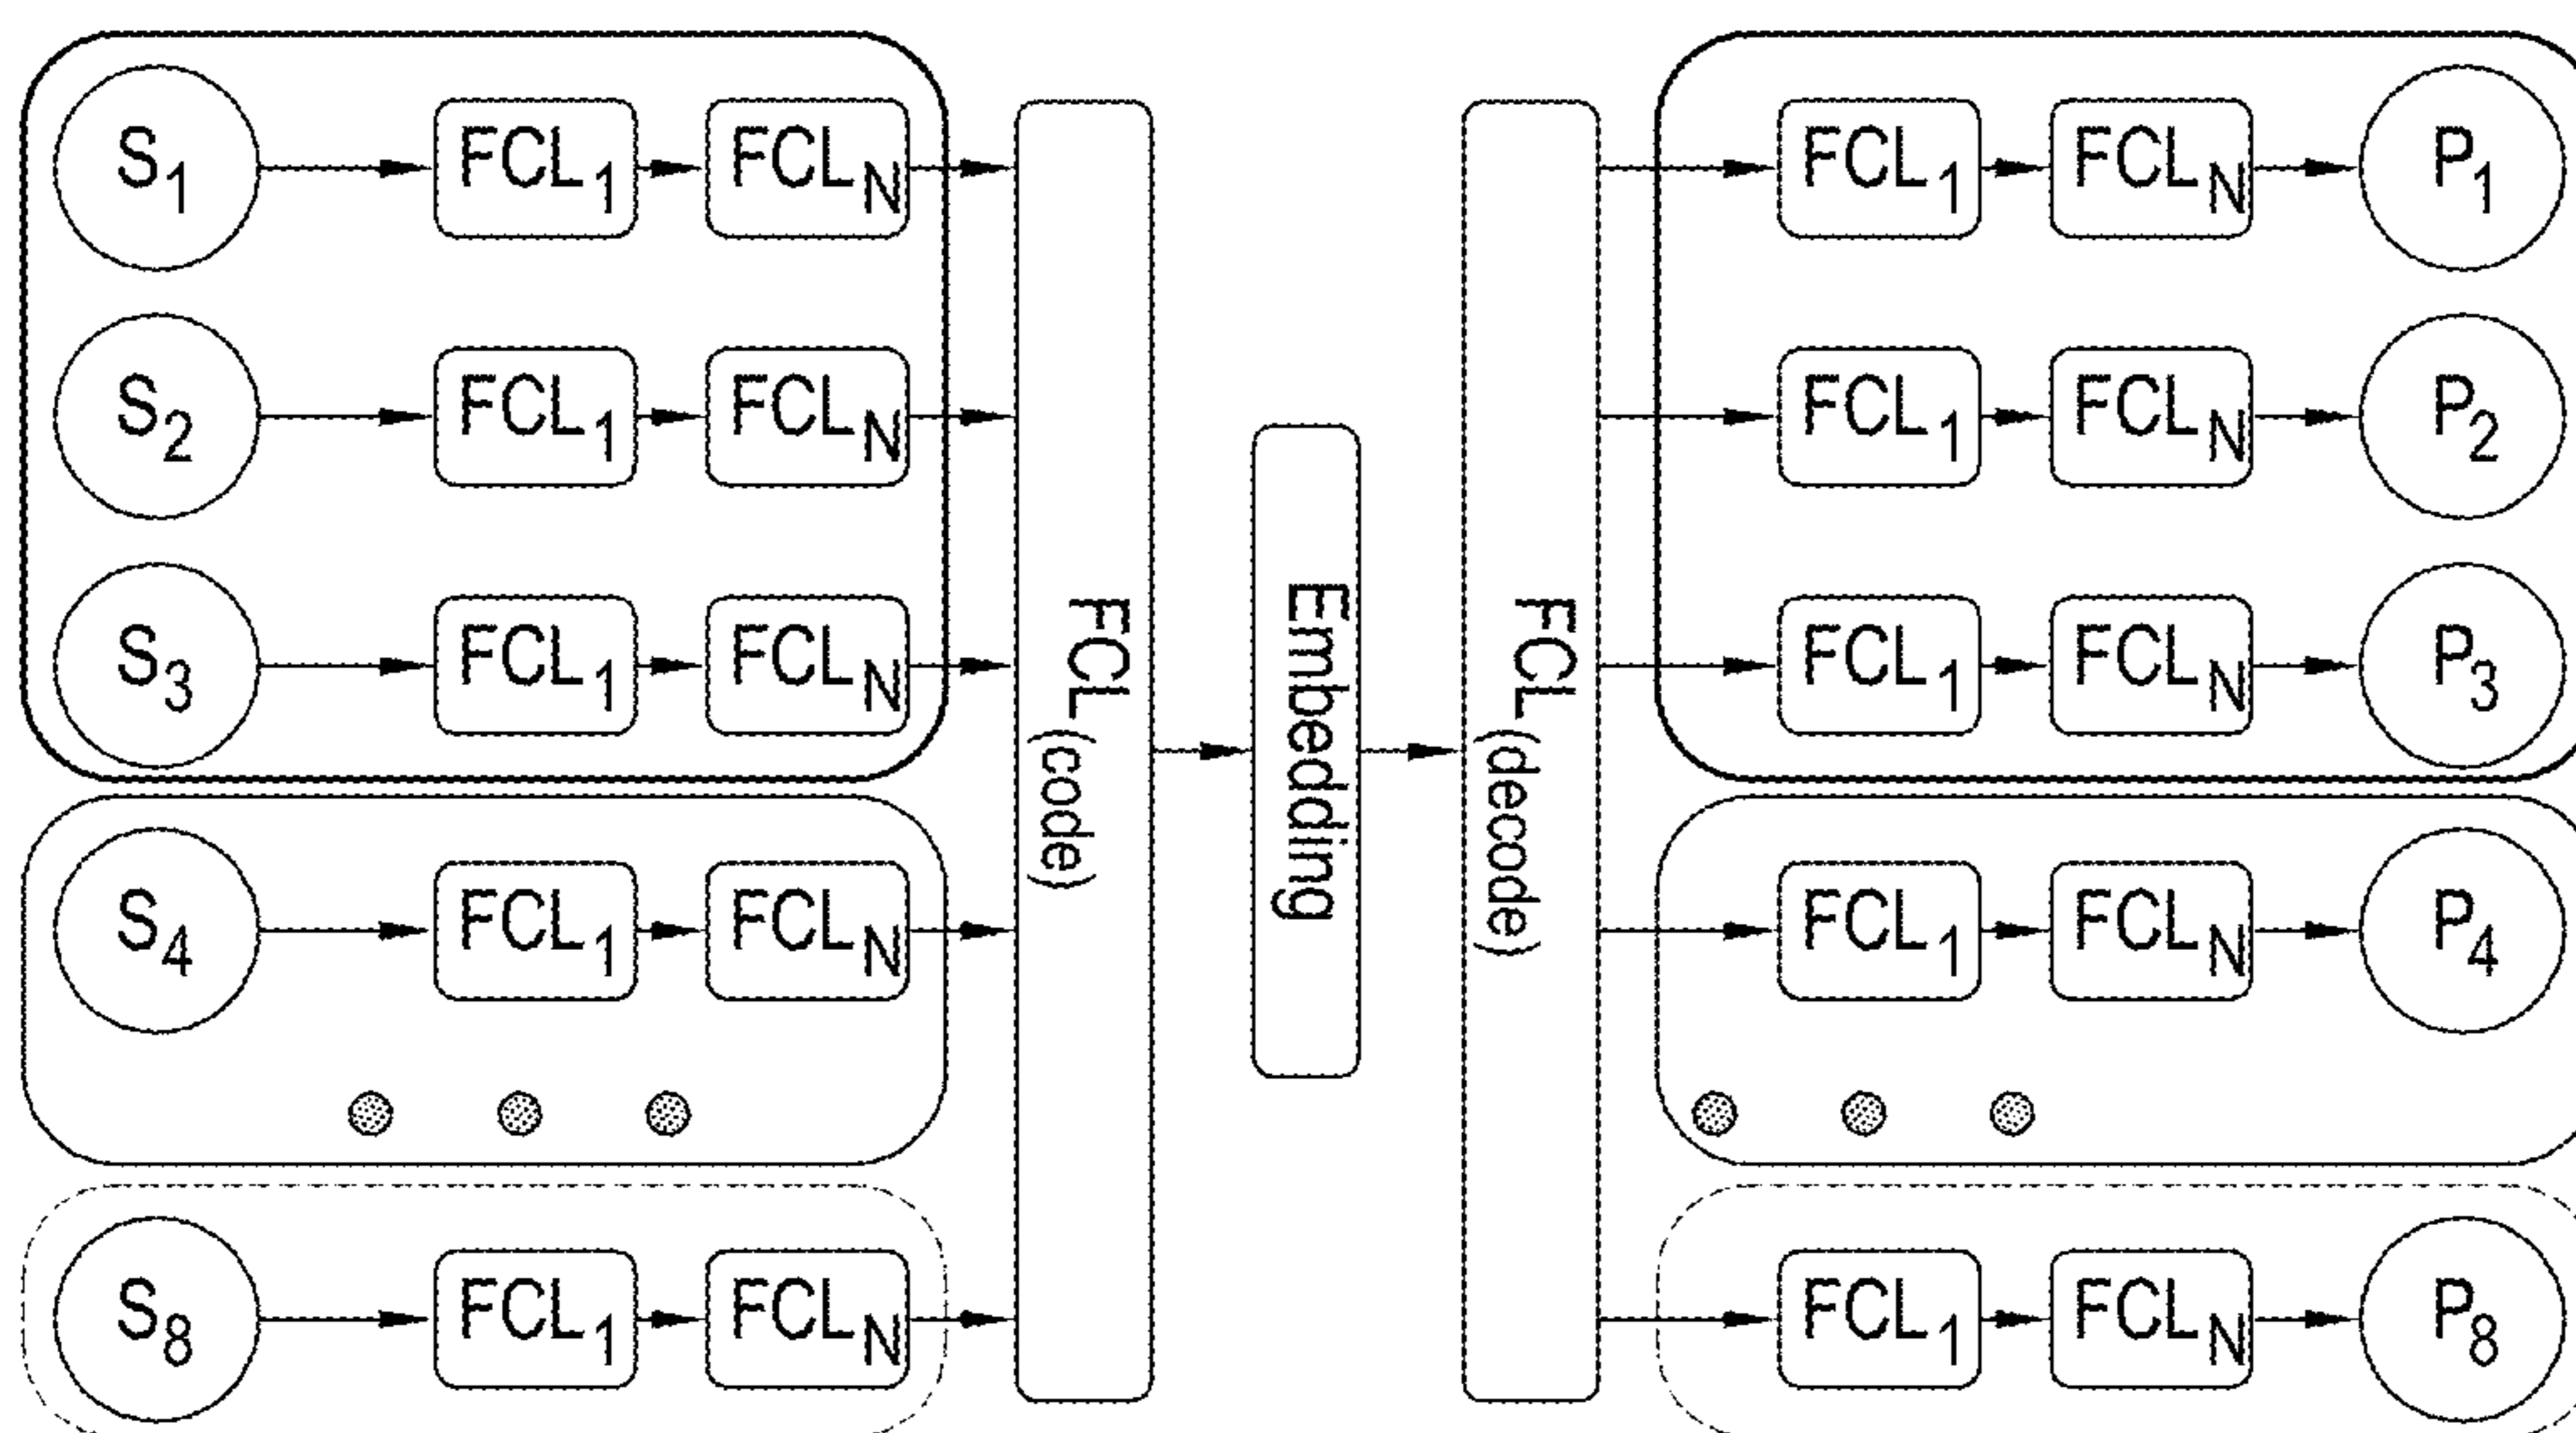 S1 FCL1 FCLN FCL1 FCLN P1
S2 FCL1 FCLN FCL1 FCLN P2
S3 FCL1 FCLN FCL1 FCLN P3
FCL(code)
Embedding
FCL(decode)
S4 FCL1 FCLN FCL1 FCLN P4
S8 FCL1 FCLN FCL1 FCLN P8